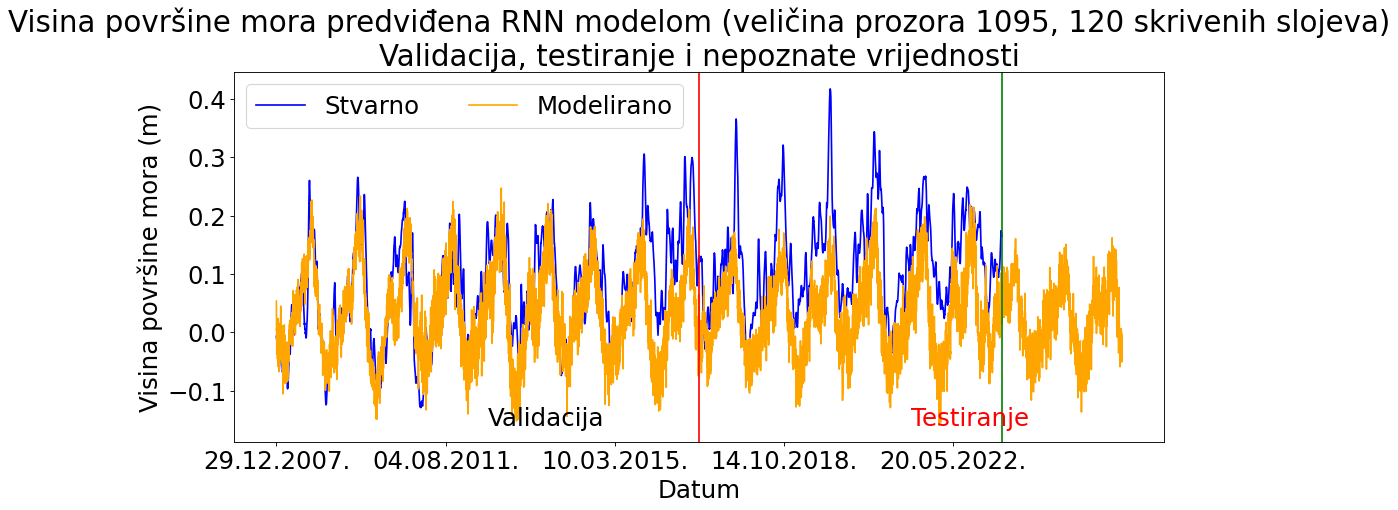 Visina površine mora predviđena RNN modelom (veličina prozora 1095, 120 skrivenih slojeva)
Validacija, testiranje i nepoznate vrijednosti
Stvarno Modelirano
Visina površine mora (m)
0.4
0.3
0.2
0.1
0.0
−0.1
Validacija Testiranje
29.12.2007. 04.08.2011. 10.03.2015. 14.10.2018. 20.05.2022.
Datum